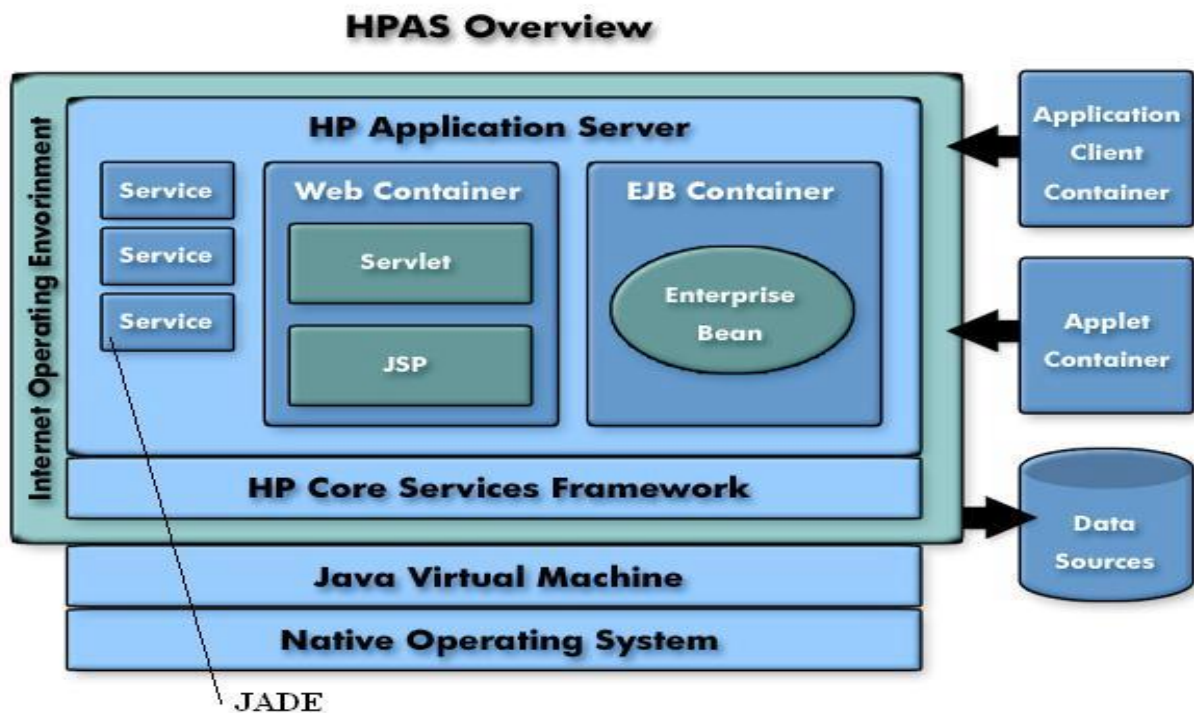 HPAS Overview
Internet Operating Envorinment
HP Application Server
Service
Service
Service
Web Container
Servlet
JSP
EJB Container
Enterprise
Bean
HP Core Services Framework
Java Virtual Machine
Native Operating System
JADE
Application
Client
Container
Applet
Container
Data
Sources